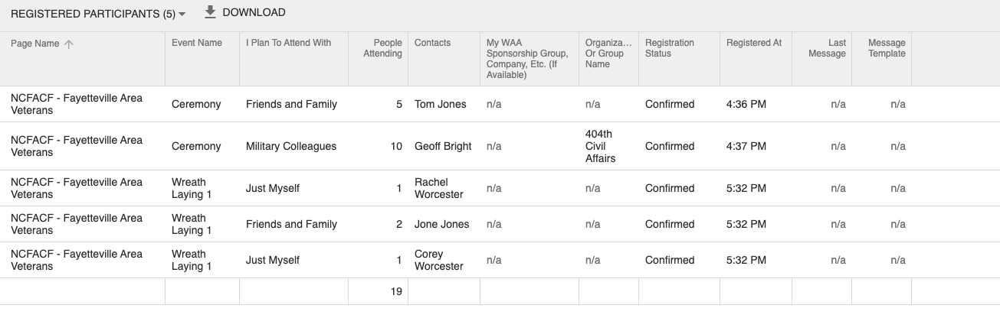 REGISTERED PARTICIPANTS (5) DOWNLOAD
Page Name Event Name I Plan To Attend With People Attending Contacts My WAA Sponsorship Group, Company, Etc. (If Available) Organiza... Or Group Name Registration Status Registered At Last Message Message Template
NCFACF - Fayetteville Area Veterans Ceremony Friends and Family 5 Tom Jones n/a n/a Confirmed 4:36 PM n/a n/a
NCFACF - Fayetteville Area Veterans Ceremony Military Colleagues 10 Geoff Bright n/a 404th Civil Affairs Confirmed 4:37 PM n/a n/a
NCFACF - Fayetteville Area Veterans Wreath Laying 1 Just Myself 1 Rachel Worcester n/a n/a Confirmed 5:32 PM n/a n/a
NCFACF - Fayetteville Area Veterans Wreath Laying 1 Friends and Family 2 Jone Jones n/a n/a Confirmed 5:32 PM n/a n/a
NCFACF - Fayetteville Area Veterans Wreath Laying 1 Just Myself 1 Corey Worcester n/a n/a Confirmed 5:32 PM n/a n/a
19